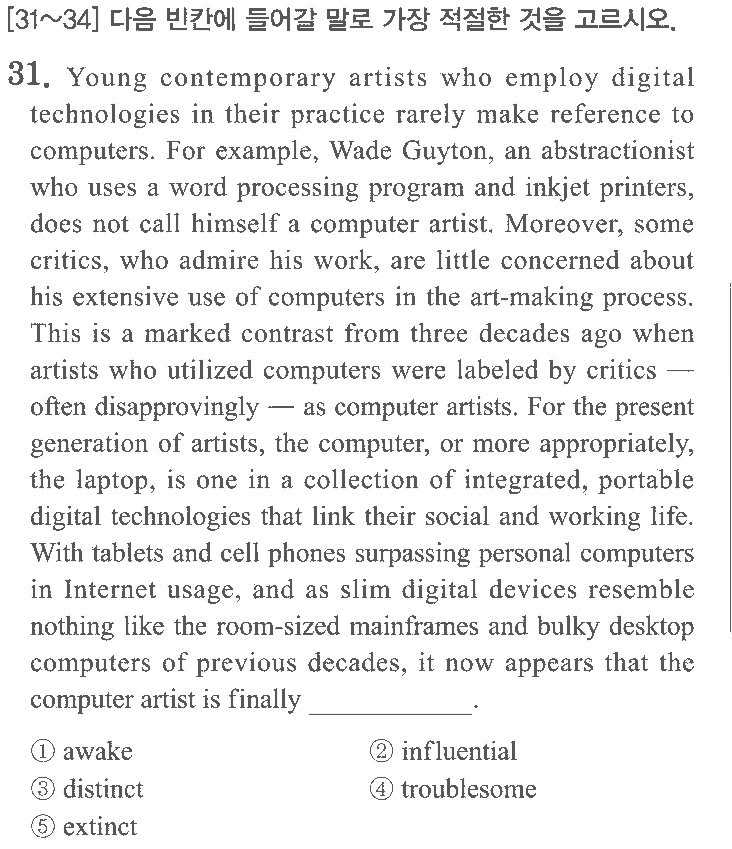 [31～34] 다음 빈칸에 들어갈 말로 가장 적절한 것을 고르시오.
31. Young contemporary artists who employ digital
technologies in their practice rarely make reference to
computers. For example, Wade Guyton, an abstractionist
who uses a word processing program and inkjet printers,
does not call himself a computer artist. Moreover, some
critics, who admire his work, are little concerned about
his extensive use of computers in the art-making process.
This is a marked contrast from three decades ago when
artists who utilized computers were labeled by critics —
often disapprovingly — as computer artists. For the present
generation of artists, the computer, or more appropriately,
the laptop, is one in a collection of integrated, portable
digital technologies that link their social and working life.
With tablets and cell phones surpassing personal computers
in Internet usage, and as slim digital devices resemble
nothing like the room-sized mainframes and bulky desktop
computers of previous decades, it now appears that the
computer artist is finally ____________.
① awake ② influential
③ distinct ④ troublesome
⑤ extinct